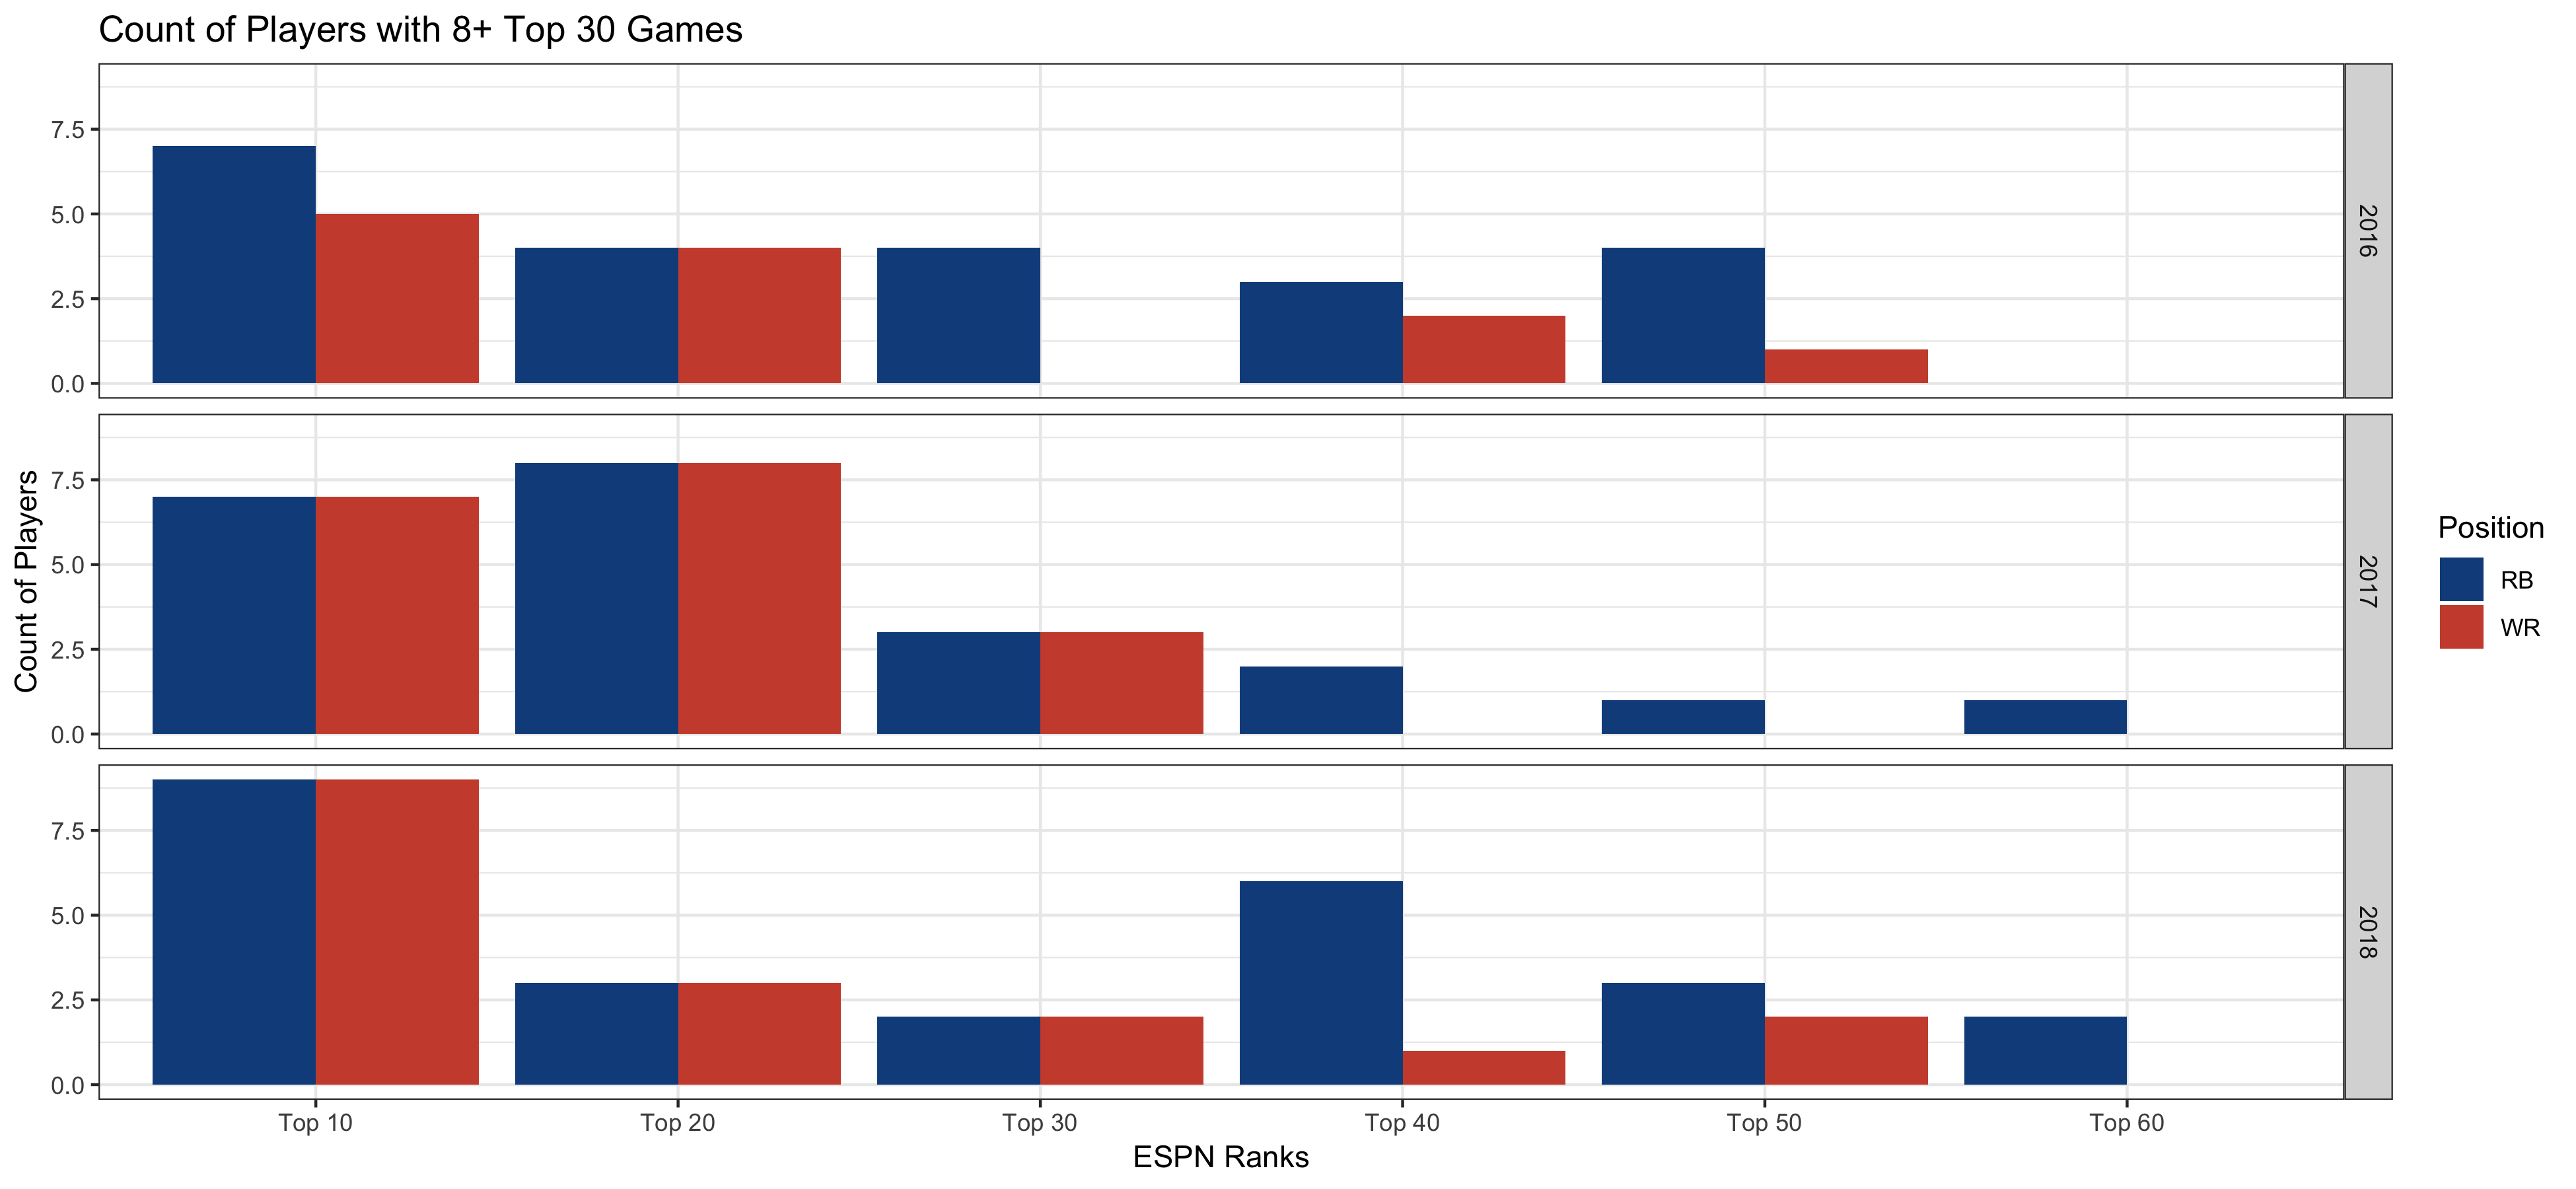 Count of Players with 8+ Top 30 Games
7.5
5.0
2.5
0.0
2016
Count of Players
7.5
5.0
2.5
0.0
2017
7.5
5.0
2.5
0.0
2018
Top 10
Top 20
Top 30
Top 40
Top 50
Top 60
ESPN Ranks
Position
RB
WR